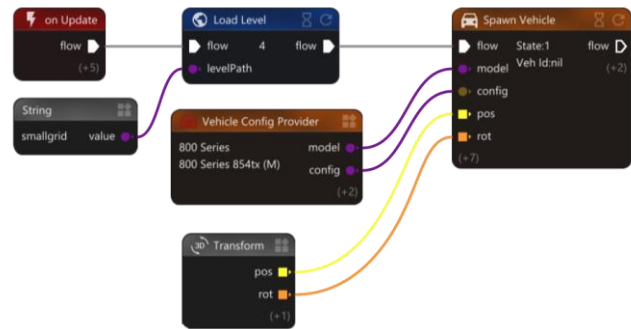 on Update
flow
(+5)
Load Level
flow 4 flow
levelPath
Spawn Vehicle
flow State:1 flow
model Veh Id:nil (+2)
config
pos
rot
(+7)
String
smallgrid value
Vehicle Config Provider
800 Series model
800 Series 854tx (M) config
(+2)
3D Transform
pos
rot
(+1)